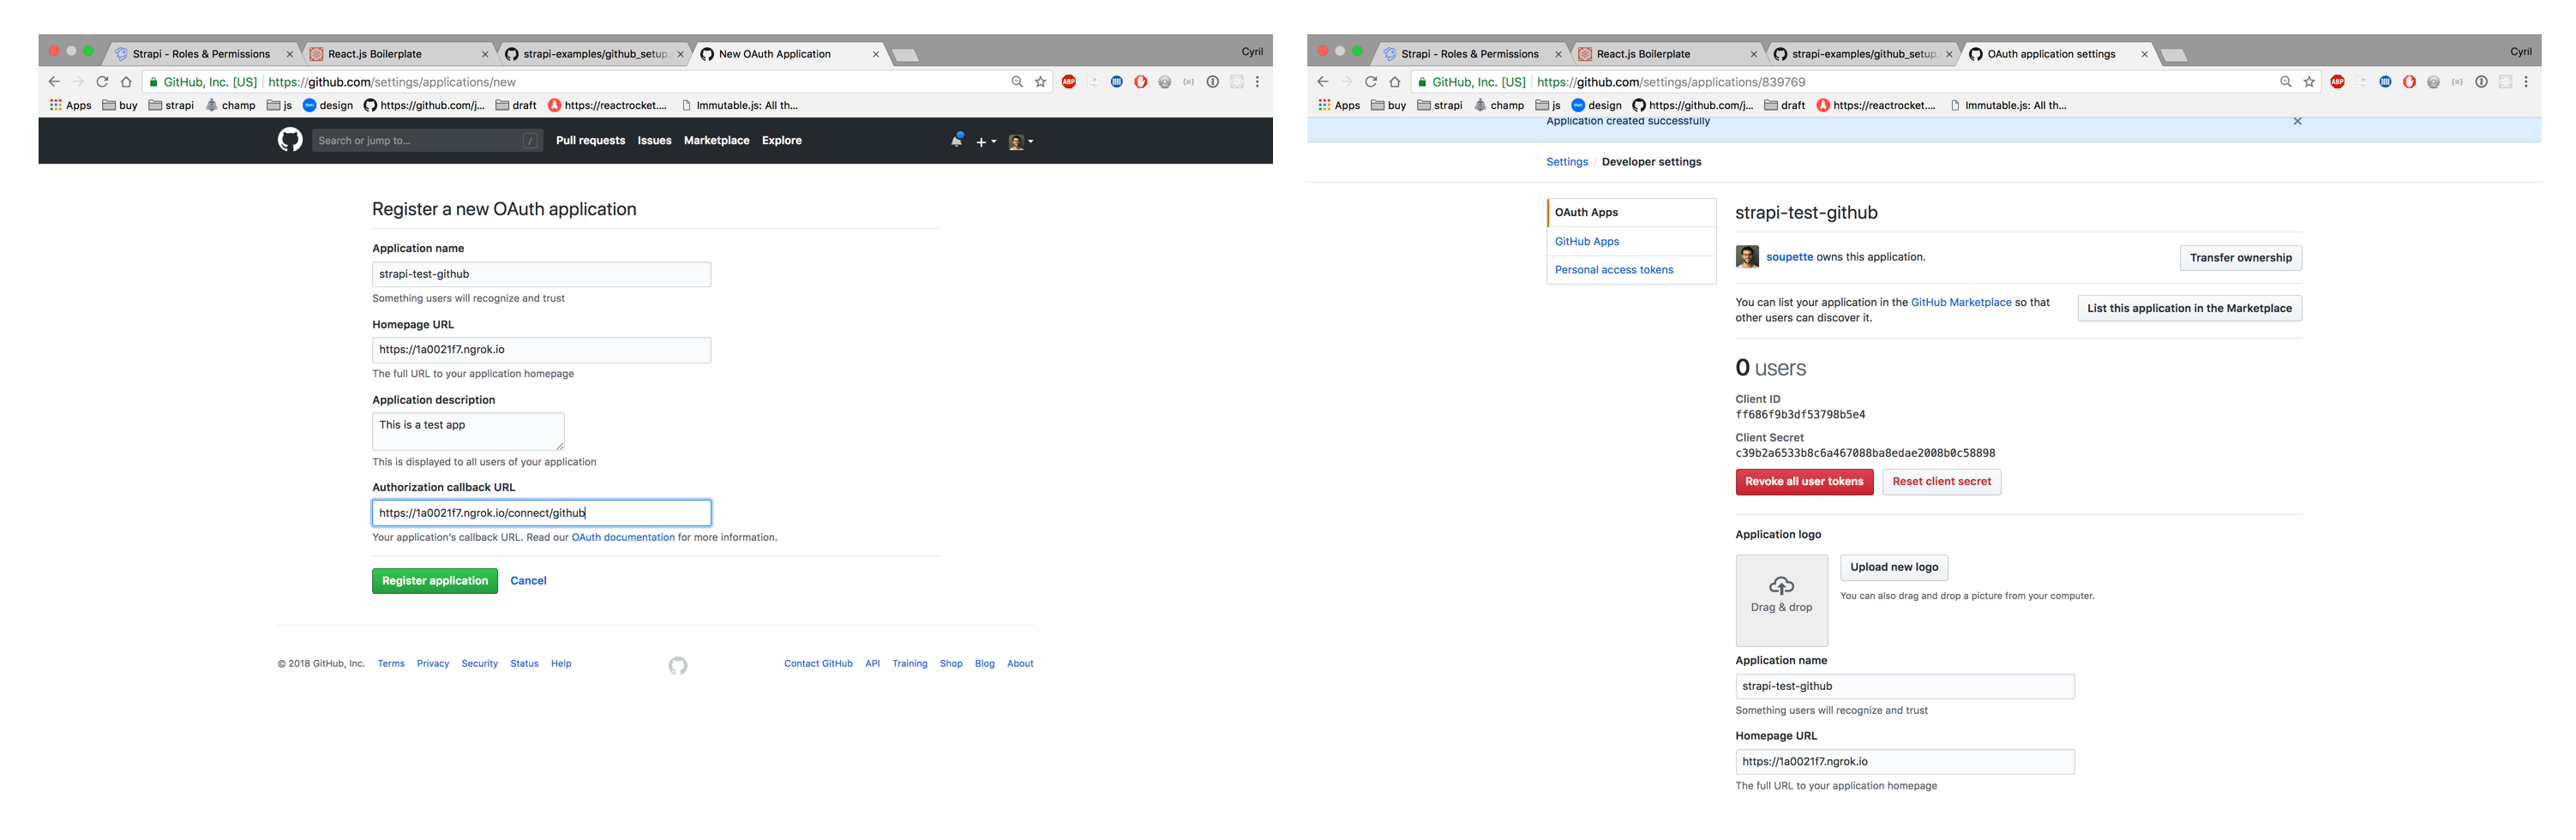 Strapi - Roles & Permissions
React.js Boilerplate
strapi-examples/github_setup.
New OAuth Application
Cyril
GitHub, Inc. [US]
https://github.com/settings/applications/new
ABP
Apps
buy
strapi
champ
js
design
https://github.com/j...
draft
https://reactrocket....
Immutable.js: All th...
Search or jump to...
/
Pull requests
Issues
Marketplace
Explore
Register a new OAuth application
Application name
strapi-test-github
Something users will recognize and trust
Homepage URL
https://1a0021f7.ngrok.io
The full URL to your application homepage
Application description
This is a test app
This is displayed to all users of your application
Authorization callback URL
https://1a0021f7.ngrok.io/connect/github
Your application's callback URL. Read our OAuth documentation for more information.
Register application
Cancel
© 2018 GitHub, Inc.
Terms
Privacy
Security
Status
Help
Contact GitHub
API
Training
Shop
Blog
About
Strapi - Roles & Permissions
React.js Boilerplate
strapi-examples/github_setup.
OAuth application settings
Cyril
GitHub, Inc. [US]
https://github.com/settings/applications/839769
ABP
Apps
buy
strapi
champ
js
design
https://github.com/j...
draft
https://reactrocket....
Immutable.js: All th...
Application created successfully
Settings / Developer settings
OAuth Apps
GitHub Apps
Personal access tokens
strapi-test-github
soupette owns this application.
Transfer ownership
You can list your application in the GitHub Marketplace so that
other users can discover it.
List this application in the Marketplace
0 users
Client ID
ff686f9b3df53798b5e4
Client Secret
c39b2a6533b8c6a467088ba8edae2008b0c58898
Revoke all user tokens
Reset client secret
Application logo
Drag & drop
Upload new logo
You can also drag and drop a picture from your computer.
Application name
strapi-test-github
Something users will recognize and trust
Homepage URL
https://1a0021f7.ngrok.io
The full URL to your application homepage